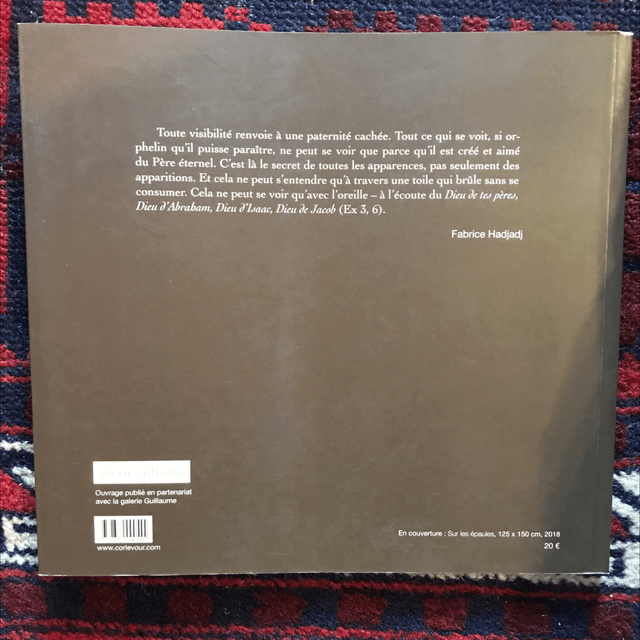 Toute visibilité renvoie à une paternité cachée. Tout ce qui se voit, si or-
phelin qu'il puisse paraître, ne peut se voir que parce qu'il est créé et aimé
du Père éternel. C'est là le secret de toutes les apparences, pas seulement des
apparitions. Et cela ne peut s'entendre qu'à travers une toile qui brûle sans se
consumer. Cela ne peut se voir qu'avec l'oreille – à l'écoute du Dieu de tes pères,
Dieu d'Abraham, Dieu d'Isaac, Dieu de Jacob (Ex 3, 6).
Fabrice Hadjadj
Ouvrage publié en partenariat
avec la galerie Guillaume
www.corlevour.com
En couverture : Sur les épaules, 125 x 150 cm, 2018
20 €